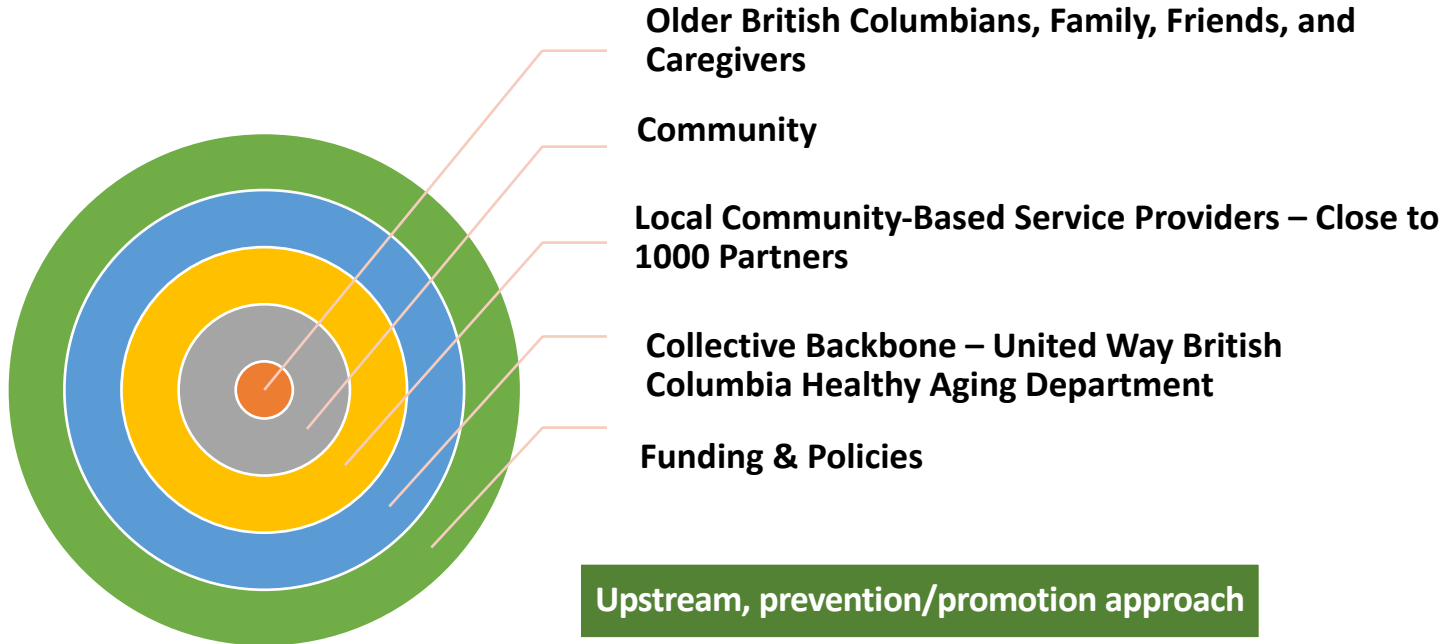 Older British Columbians, Family, Friends, and
Caregivers
Community
Local Community-Based Service Providers – Close to
1000 Partners
Collective Backbone – United Way British
Columbia Healthy Aging Department
Funding & Policies
Upstream, prevention/promotion approach